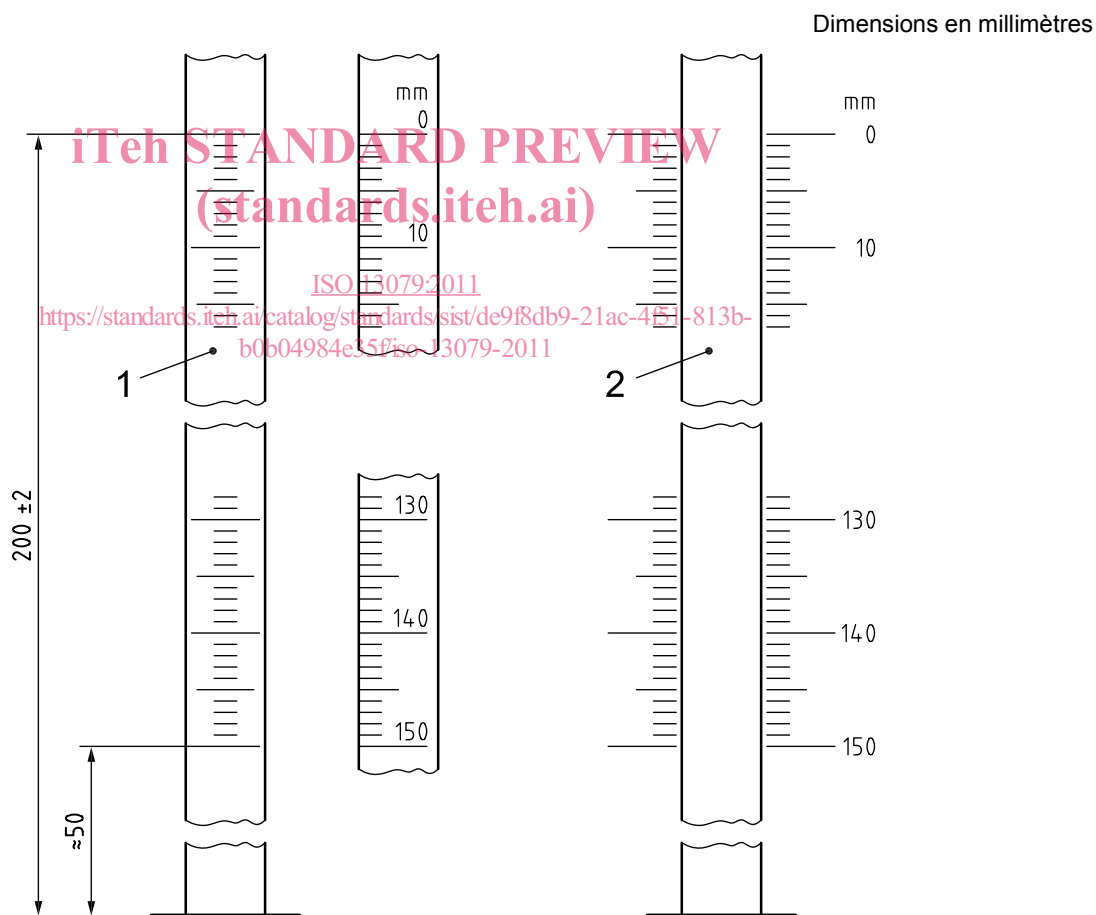 Dimensions en millimètres
mm
0
mm
0
iTeh STANDARD PREVIEW
(standards.iteh.ai)
10
10
ISO 13079:2011
https://standards.iteh.ai/catalog/standards/sist/de9f8db9-21ac-4f51-813b-
b0b04984e35f/iso-13079-2011
1
2
200 ±2
130
130
140
140
150
150
≈50